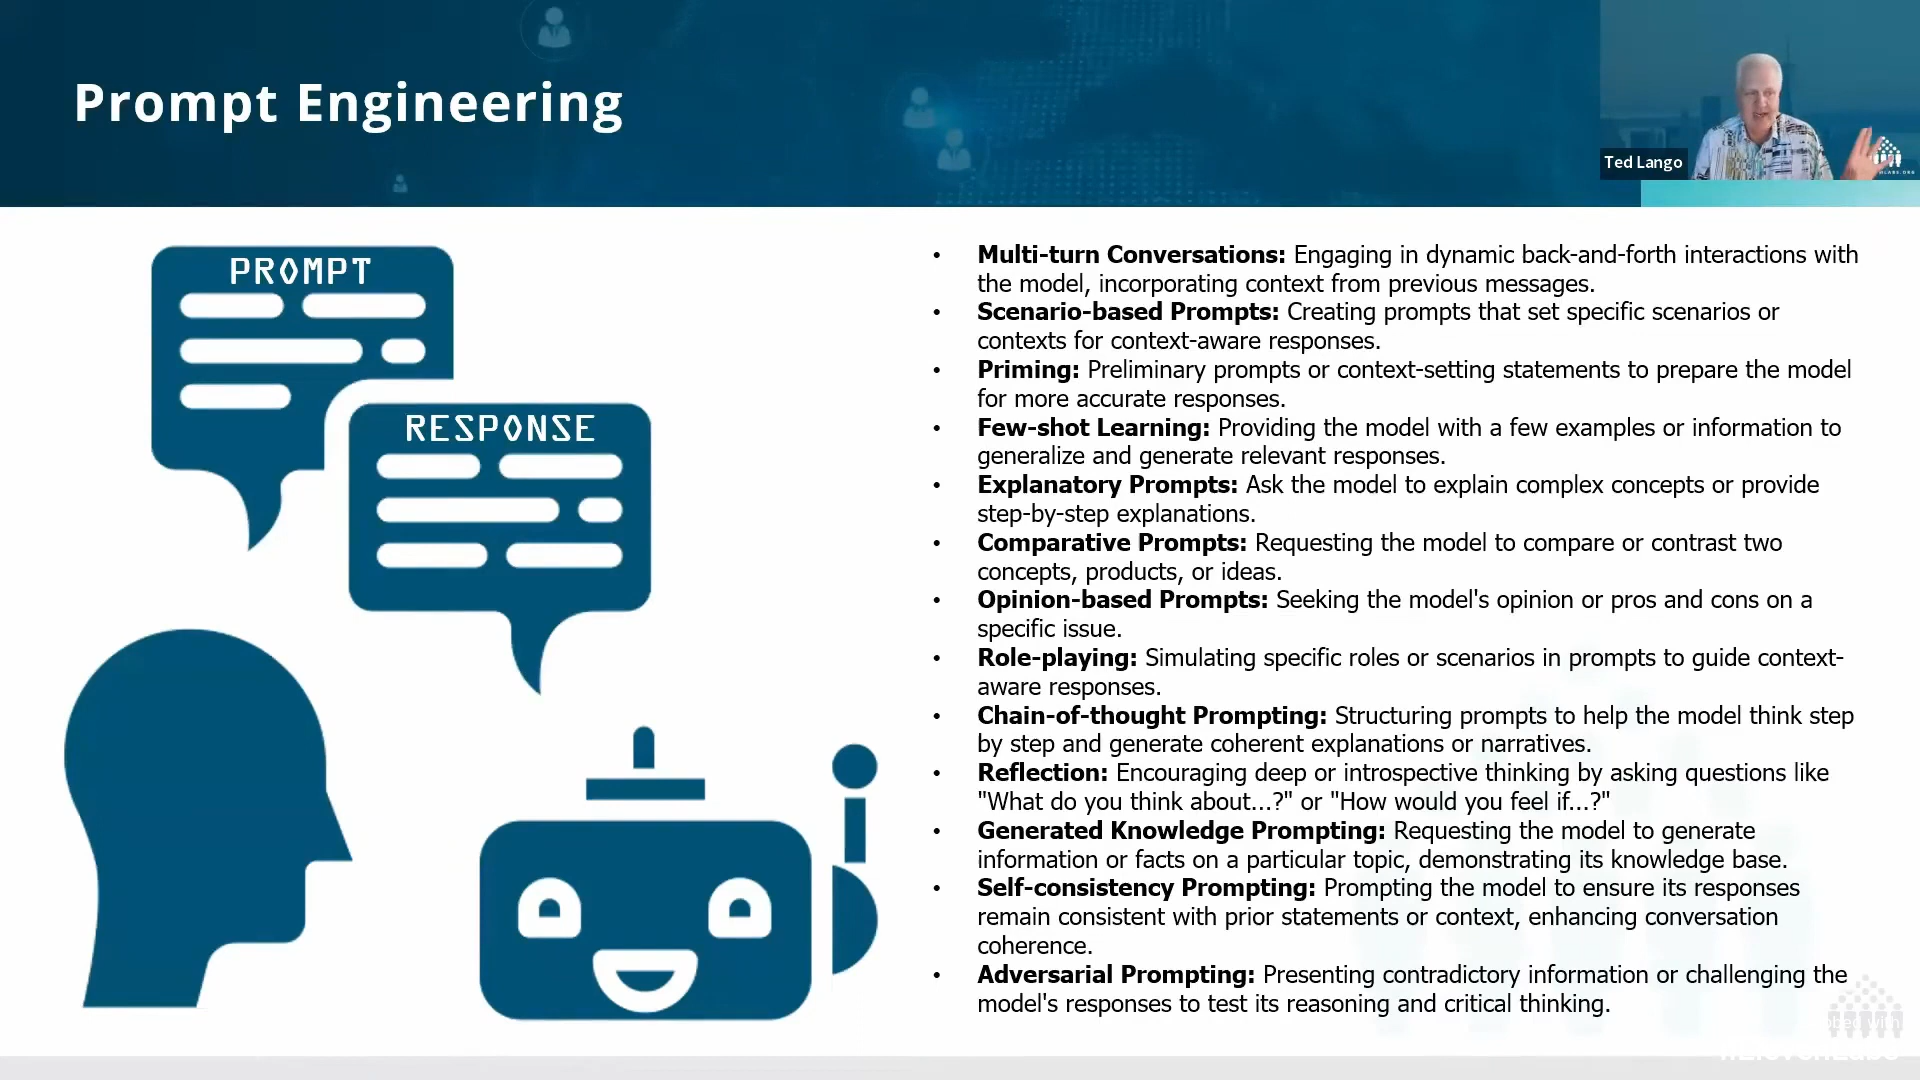 Prompt Engineering
Ted Lango
PROMPT
RESPONSE
• Multi-turn Conversations: Engaging in dynamic back-and-forth interactions with
the model, incorporating context from previous messages.
• Scenario-based Prompts: Creating prompts that set specific scenarios or
contexts for context-aware responses.
• Priming: Preliminary prompts or context-setting statements to prepare the model
for more accurate responses.
• Few-shot Learning: Providing the model with a few examples or information to
generalize and generate relevant responses.
• Explanatory Prompts: Ask the model to explain complex concepts or provide
step-by-step explanations.
• Comparative Prompts: Requesting the model to compare or contrast two
concepts, products, or ideas.
• Opinion-based Prompts: Seeking the model's opinion or pros and cons on a
specific issue.
• Role-playing: Simulating specific roles or scenarios in prompts to guide context-
aware responses.
• Chain-of-thought Prompting: Structuring prompts to help the model think step
by step and generate coherent explanations or narratives.
• Reflection: Encouraging deep or introspective thinking by asking questions like
"What do you think about...?" or "How would you feel if...?"
• Generated Knowledge Prompting: Requesting the model to generate
information or facts on a particular topic, demonstrating its knowledge base.
• Self-consistency Prompting: Prompting the model to ensure its responses
remain consistent with prior statements or context, enhancing conversation
coherence.
• Adversarial Prompting: Presenting contradictory information or challenging the
model's responses to test its reasoning and critical thinking.